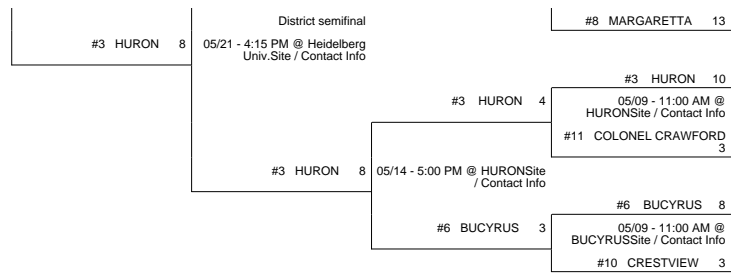 District semifinal
#8 MARGARETTA 13
#3 HURON 8
05/21 - 4:15 PM @ Heidelberg
Univ.Site / Contact Info
#3 HURON 10
#3 HURON 4
05/09 - 11:00 AM @
HURONSite / Contact Info
#11 COLONEL CRAWFORD
3
#3 HURON 8
05/14 - 5:00 PM @ HURONSite
/ Contact Info
#6 BUCYRUS 8
#6 BUCYRUS 3
05/09 - 11:00 AM @
BUCYRUSSite / Contact Info
#10 CRESTVIEW 3